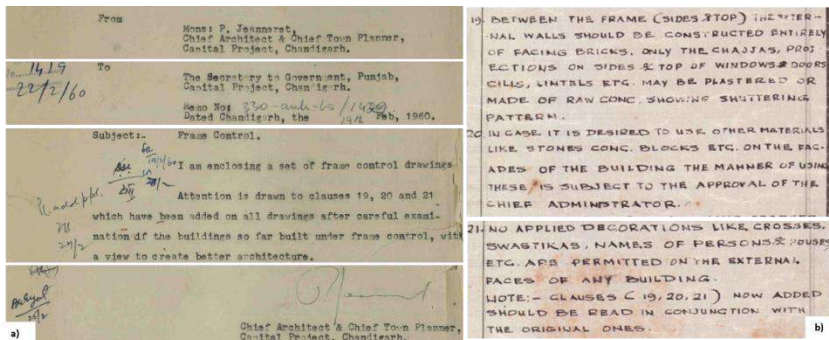 From
Mons: P. Jeanneret,
Chief Architect & Chief Town Planner,
Capital Project, Chandigarh.
1419
22/2/60
To
The Secretary to Government, Punjab,
Capital Project, Chandigarh.
Memo No:
Dated Chandigarh, the Feb, 1960.
Subject:- Frame Control.
I am enclosing a set of frame control drawings
Attention is drawn to clauses 19, 20 and 21
which have been added on all drawings after careful exami-
nation of the buildings so far built under frame control, with
a view to create better architecture.
Chief Architect & Chief Town Planner,
Capital Project, Chandigarh.
a)
19. BETWEEN THE FRAME (SIDES & TOP) THE EXTER-
NAL WALLS SHOULD BE CONSTRUCTED ENTIRELY
OF FACING BRICKS. ONLY THE CHAJJAS, PROJ
ECTIONS ON SIDES & TOP OF WINDOWS & DOORS
CILLS, LINTELS ETC. MAY BE PLASTERED OR
MADE OF RAW CONC. SHOWING SHUTTERING
PATTERN.
20. IN CASE IT IS DESIRED TO USE OTHER MATERIALS
LIKE STONES CONC. BLOCKS ETC. ON THE FAC-
ADES OF THE BUILDING THE MANNER OF USING
THESE IS SUBJECT TO THE APPROVAL OF THE
CHIEF ADMINSTRATOR.
21. NO APPLIED DECORATIONS LIKE CROSSES,
SWASTIKAS, NAMES OF PERSONS, & HOUSES
ETC. ARE PERMITTED ON THE EXTERNAL
FACES OF ANY BUILDING.
NOTE:- CLAUSES (19, 20, 21) NOW ADDED
SHOULD BE READ IN CONJUNCTION WITH
THE ORIGINAL ONES.
b)